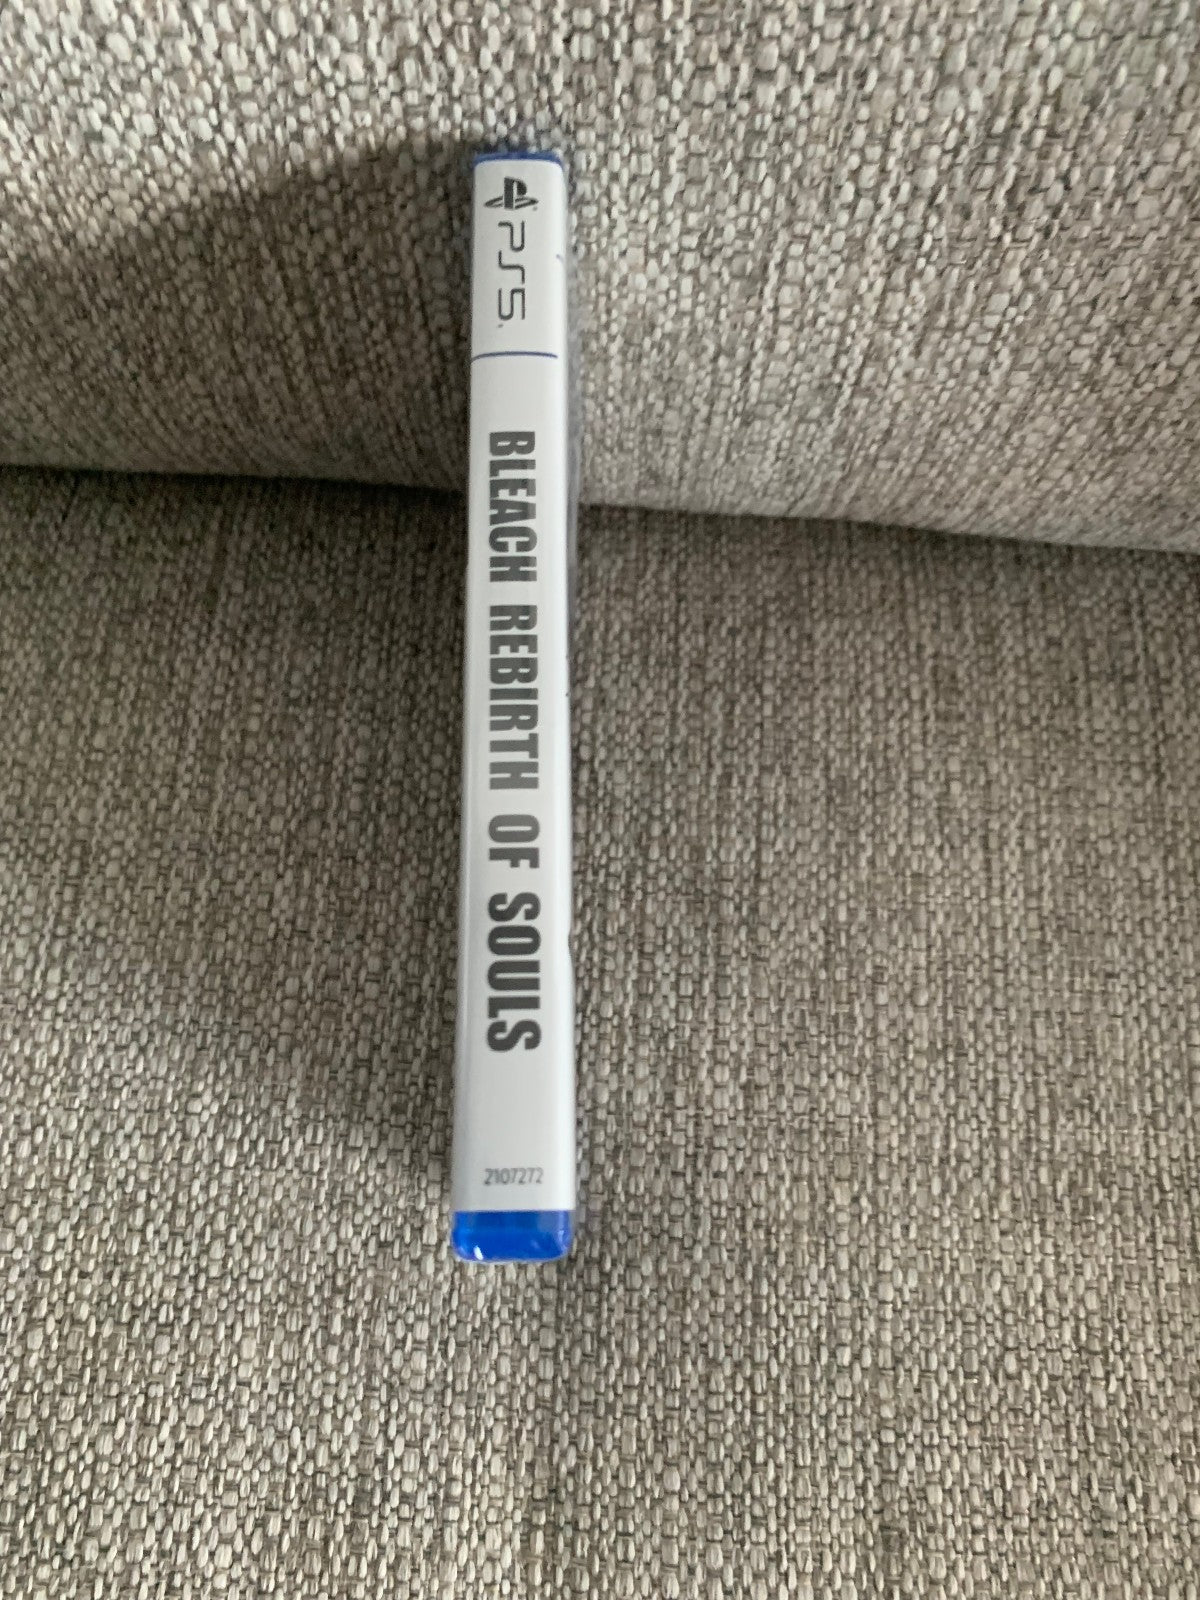 PS5
BLEACH REBIRTH OF SOULS
2107272